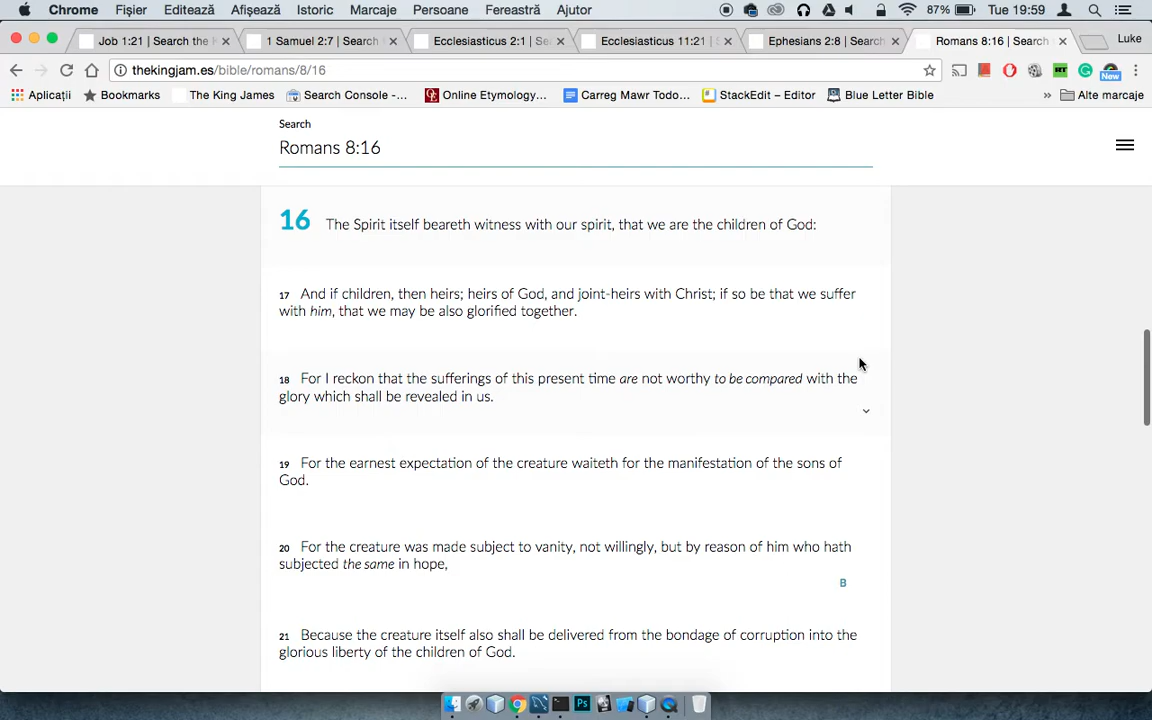 Chrome Fișier Editează Afișează Istoric Marcaje Persoane Fereastră Ajutor 87% Tue 19:59
Job 1:21 | Search the K 1 Samuel 2:7 | Search Ecclesiasticus 2:1 | Se Ecclesiasticus 11:21 | Ephesians 2:8 | Search Romans 8:16 | Search Luke
thekingjam.es/bible/romans/8/16
Aplicații Bookmarks The King James Search Console -... Online Etymology... Carreg Mawr Todo... StackEdit – Editor Blue Letter Bible » Alte marcaje
New
Search
Romans 8:16
16 The Spirit itself beareth witness with our spirit, that we are the children of God:
17 And if children, then heirs; heirs of God, and joint-heirs with Christ; if so be that we suffer
with him, that we may be also glorified together.
18 For I reckon that the sufferings of this present time are not worthy to be compared with the
glory which shall be revealed in us.
19 For the earnest expectation of the creature waiteth for the manifestation of the sons of
God.
20 For the creature was made subject to vanity, not willingly, but by reason of him who hath
subjected the same in hope,
B
21 Because the creature itself also shall be delivered from the bondage of corruption into the
glorious liberty of the children of God.
Ps